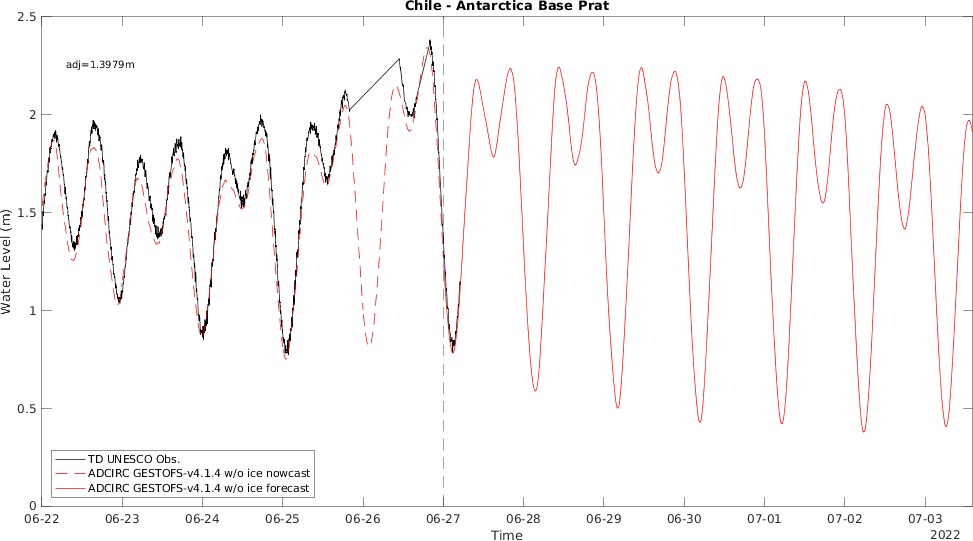 Chile - Antarctica Base Prat
adj=1.3979m
Water Level (m)
2.5
2
1.5
1
0.5
0
TD UNESCO Obs.
ADCIRC GESTOFS-v4.1.4 w/o ice nowcast
ADCIRC GESTOFS-v4.1.4 w/o ice forecast
06-22 06-23 06-24 06-25 06-26 06-27 06-28 06-29 06-30 07-01 07-02 07-03
Time
2022